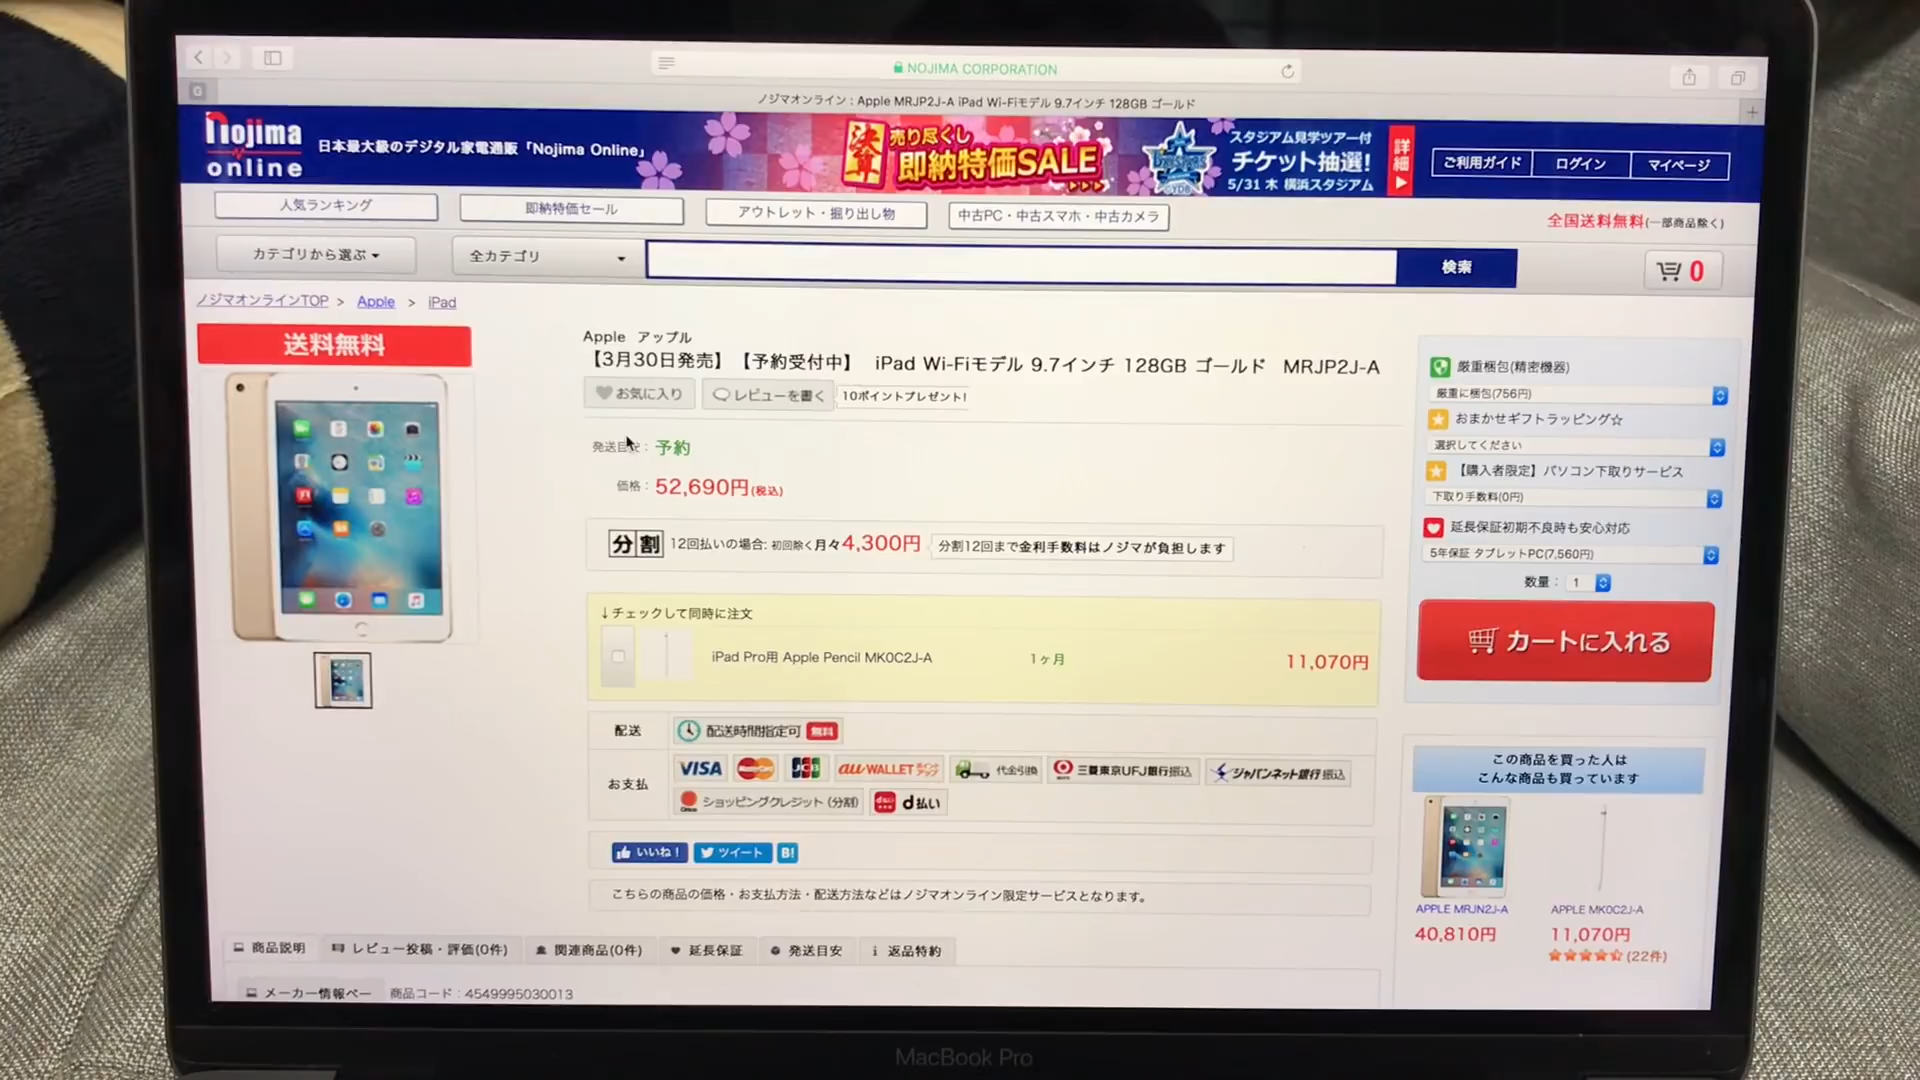 NOJIMA CORPORATION
G
ノジマオンライン : Apple MRJP2J-A iPad Wi-Fiモデル 9.7インチ 128GB ゴールド
Nojima
online
日本最大級のデジタル家電通販「Nojima Online」
決算
売り尽くし
即納特価SALE
スタジアム見学ツアー付
チケット抽選!
5/31 木 横浜スタジアム
詳細
ご利用ガイド
ログイン
マイページ
人気ランキング
即納特価セール
アウトレット・掘り出し物
中古PC・中古スマホ・中古カメラ
全国送料無料(一部商品除く)
カテゴリから選ぶ
全カテゴリ
検索
0
ノジマオンラインTOP > Apple > iPad
送料無料
Apple アップル
【3月30日発売】【予約受付中】 iPad Wi-Fiモデル 9.7インチ 128GB ゴールド MRJP2J-A
お気に入り
レビューを書く
10ポイントプレゼント!
発送目安: 予約
価格: 52,690円(税込)
分割 12回払いの場合: 初回除く月々4,300円 分割12回まで金利手数料はノジマが負担します
↓チェックして同時に注文
iPad Pro用 Apple Pencil MK0C2J-A 1ヶ月 11,070円
配送 配送時間指定可 無料
お支払 VISA MasterCard JCB au WALLET 代金引換 三菱東京UFJ銀行振込 ジャパンネット銀行 振込
ショッピングクレジット (分割) d払い
いいね! ツイート B!
こちらの商品の価格・お支払方法・配送方法などはノジマオンライン限定サービスとなります。
商品説明 レビュー投稿・評価(0件) 関連商品(0件) 延長保証 発送目安 返品特約
メーカー情報ペー 商品コード : 4549995030013
厳重梱包(精密機器)
厳重に梱包(756円)
おまかせギフトラッピング☆
選択してください
【購入者限定】パソコン下取りサービス
下取り手数料(0円)
延長保証初期不良時も安心対応
5年保証 タブレットPC(7,560円)
数量: 1
カートに入れる
この商品を買った人は
こんな商品も買っています
APPLE MRJN2J-A
40,810円
APPLE MK0C2J-A
11,070円
(22件)
MacBook Pro